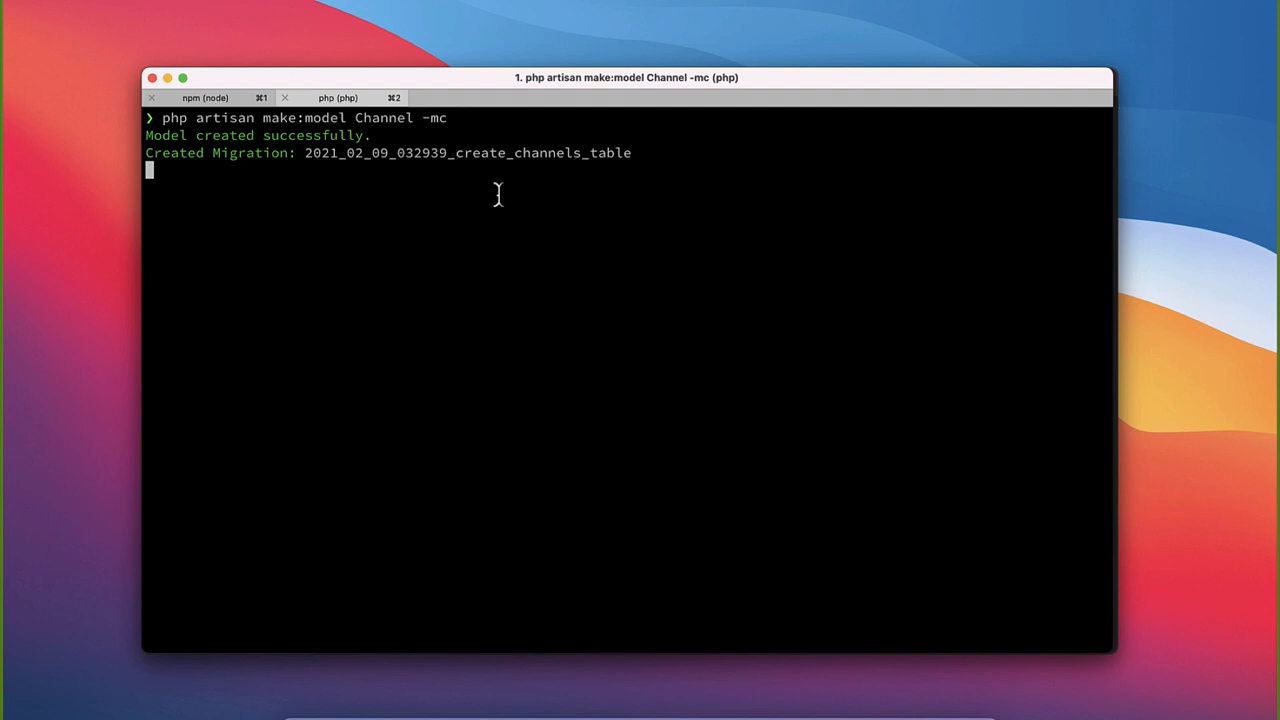 1. php artisan make:model Channel -mc (php)
npm (node) ⌘1 php (php) ⌘2
❯ php artisan make:model Channel -mc
Model created successfully.
Created Migration: 2021_02_09_032939_create_channels_table